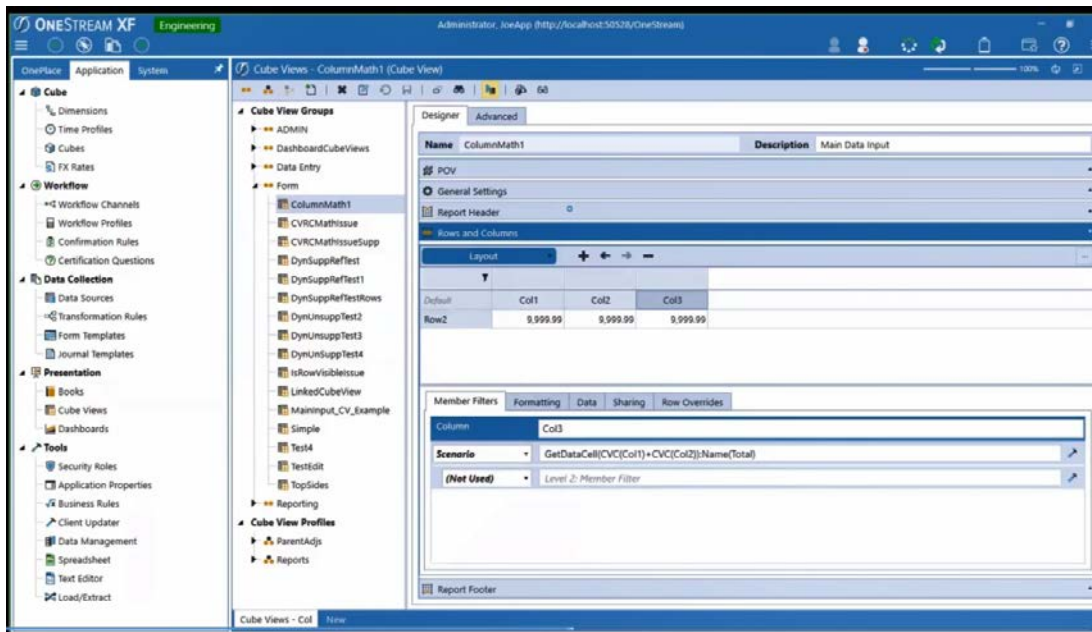 ONESTREAM XF Engineering
Administrator, JoeApp (http://localhost:50528/OneStream)
OnePlace Application System
Cube
Dimensions
Time Profiles
Cubes
FX Rates
Workflow
Workflow Channels
Workflow Profiles
Confirmation Rules
Certification Questions
Data Collection
Data Sources
Transformation Rules
Form Templates
Journal Templates
Presentation
Books
Cube Views
Dashboards
Tools
Security Roles
Application Properties
Business Rules
Client Updater
Data Management
Spreadsheet
Text Editor
Load/Extract
Cube Views - ColumnMath1 (Cube View)
100%
Cube View Groups
ADMIN
DashboardCubeViews
Data Entry
Form
ColumnMath1
CVRCMathIssue
CVRCMathIssueSupp
DynSuppRefTest
DynSuppRefTest1
DynSuppRefTestRows
DynUnsuppTest2
DynUnsuppTest3
DynUnSuppTest4
IsRowVisibleIssue
LinkedCubeView
MainInput_CV_Example
Simple
Test4
TestEdit
TopSides
Reporting
Cube View Profiles
ParentAdjs
Reports
Designer Advanced
Name ColumnMath1 Description Main Data Input
POV
General Settings
Report Header
Rows and Columns
Layout
Default Col1 Col2 Col3
Row2 9,999.99 9,999.99 9,999.99
Member Filters Formatting Data Sharing Row Overrides
Column Col3
Scenario GetDataCell(CVC(Col1)+CVC(Col2)):Name(Total)
(Not Used) Level 2: Member Filter
Report Footer
Cube Views - Col New